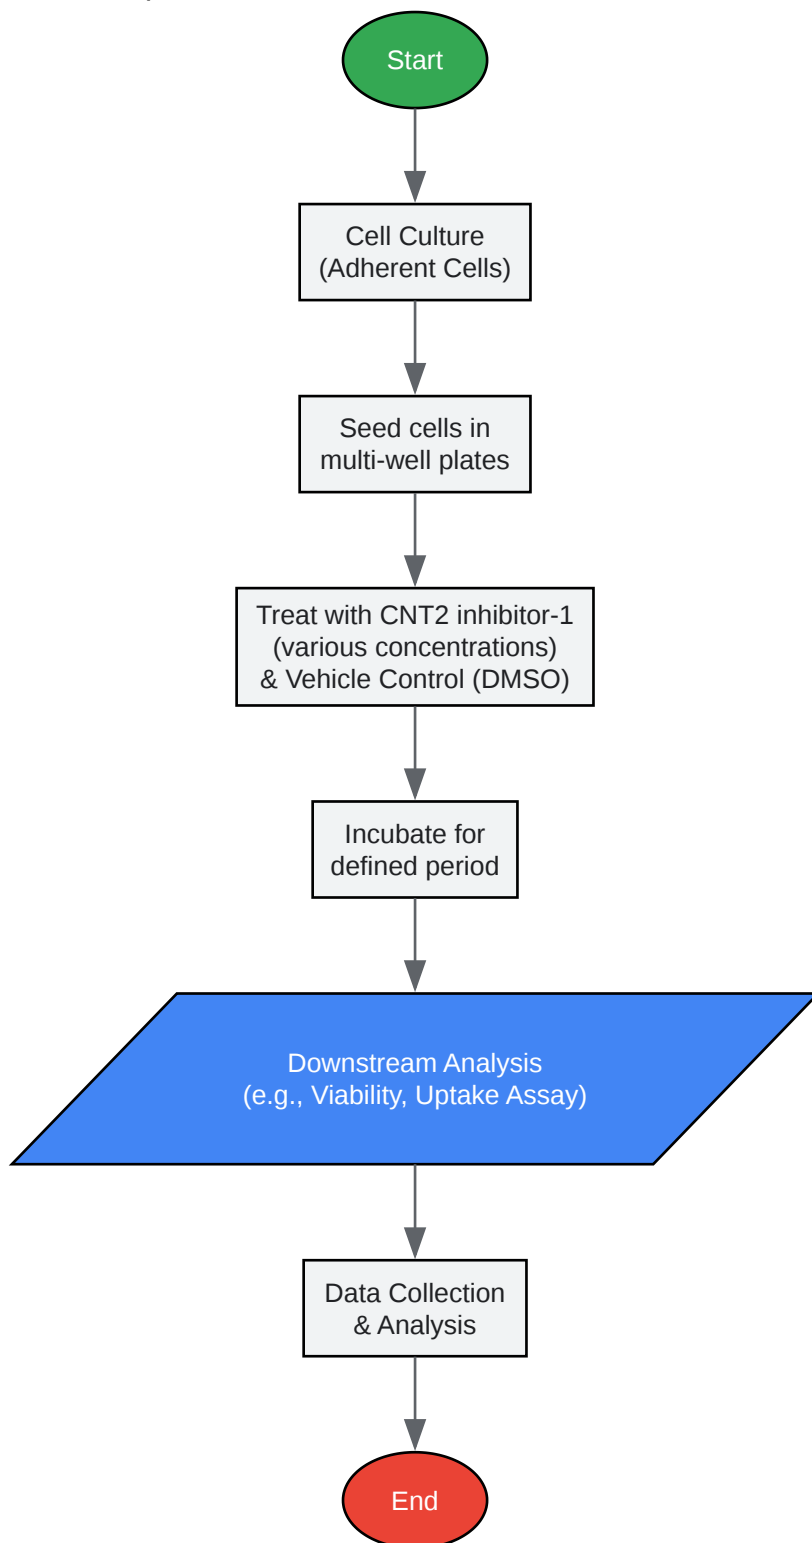 Start
Cell Culture
(Adherent Cells)
Seed cells in
multi-well plates
Treat with CNT2 inhibitor-1
(various concentrations)
& Vehicle Control (DMSO)
Incubate for
defined period
Downstream Analysis
(e.g., Viability, Uptake Assay)
Data Collection
& Analysis
End